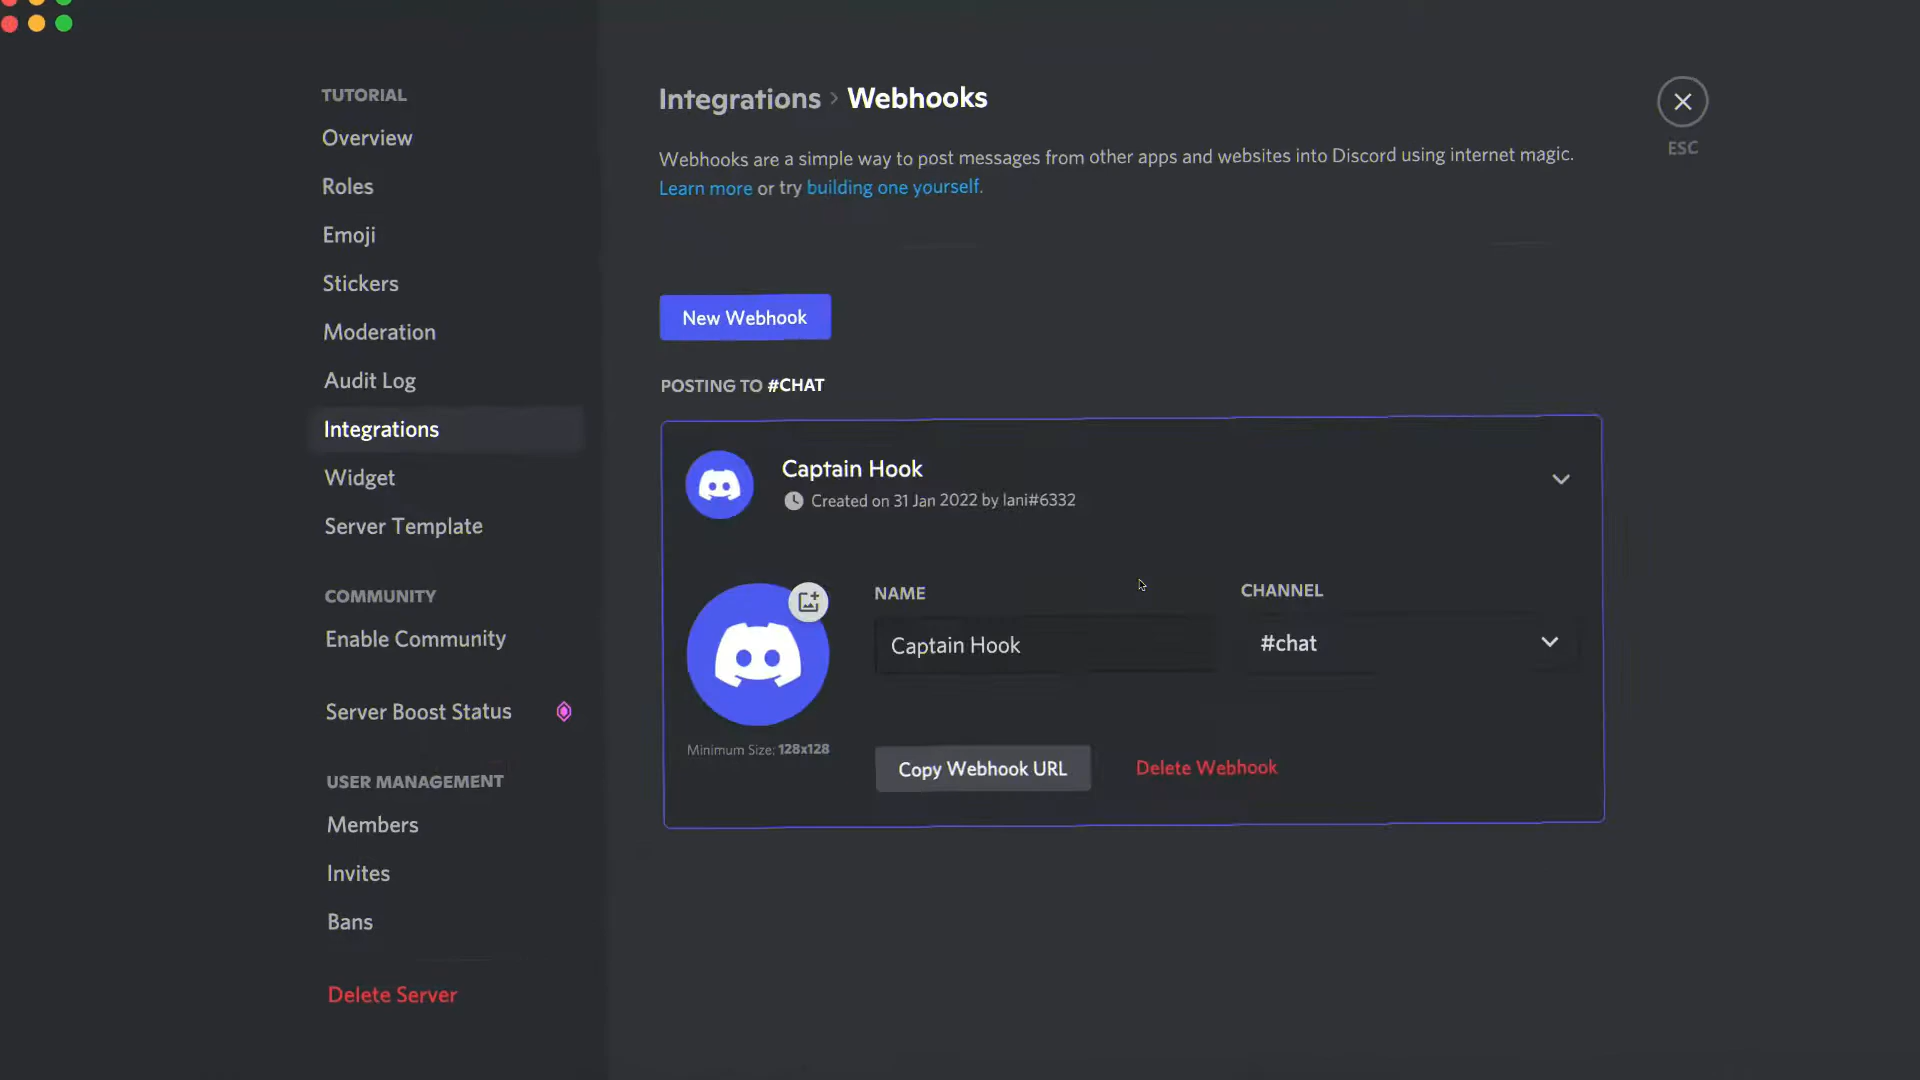 TUTORIAL
Overview
Roles
Emoji
Stickers
Moderation
Audit Log
Integrations
Widget
Server Template
COMMUNITY
Enable Community
Server Boost Status
USER MANAGEMENT
Members
Invites
Bans
Delete Server
Integrations > Webhooks
Webhooks are a simple way to post messages from other apps and websites into Discord using internet magic.
Learn more or try building one yourself.
ESC
New Webhook
POSTING TO #CHAT
Captain Hook
Created on 31 Jan 2022 by lani#6332
NAME
CHANNEL
Captain Hook
#chat
Minimum Size: 128x128
Copy Webhook URL
Delete Webhook